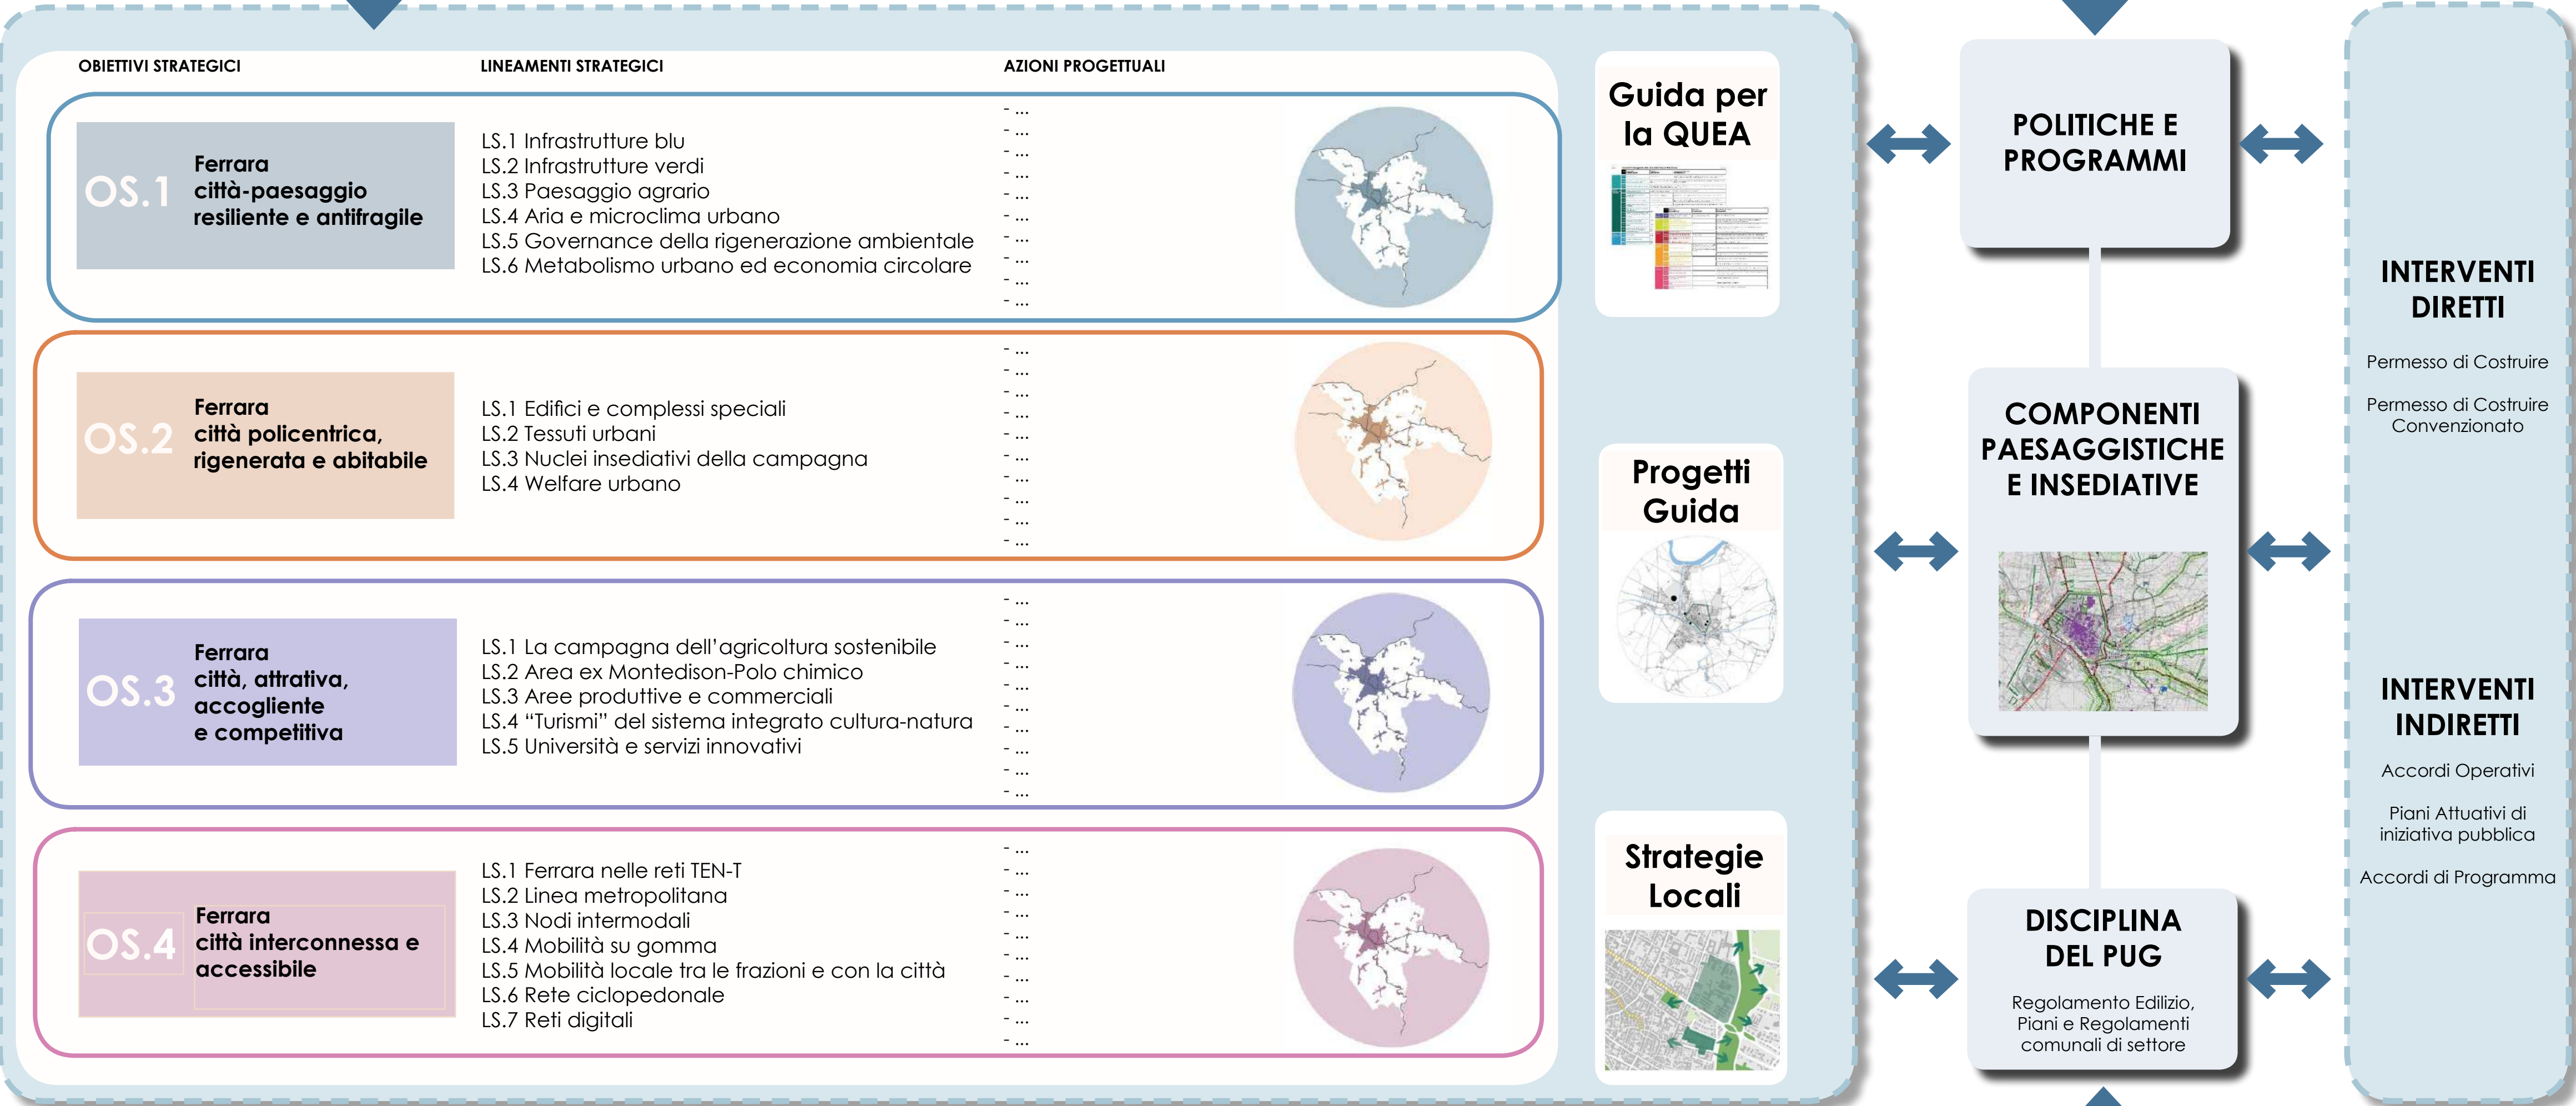 OBIETTIVI STRATEGICI
LINEAMENTI STRATEGICI
AZIONI PROGETTUALI
OS.1
Ferrara
città-paesaggio
resiliente e antifragile
LS.1 Infrastrutture blu
LS.2 Infrastrutture verdi
LS.3 Paesaggio agrario
LS.4 Aria e microclima urbano
LS.5 Governance della rigenerazione ambientale
LS.6 Metabolismo urbano ed economia circolare
- ...
- ...
- ...
- ...
- ...
- ...
- ...
- ...
- ...
- ...
OS.2
Ferrara
città policentrica,
rigenerata e abitabile
LS.1 Edifici e complessi speciali
LS.2 Tessuti urbani
LS.3 Nuclei insediativi della campagna
LS.4 Welfare urbano
- ...
- ...
- ...
- ...
- ...
- ...
- ...
- ...
- ...
- ...
OS.3
Ferrara
città, attrativa,
accogliente
e competitiva
LS.1 La campagna dell’agricoltura sostenibile
LS.2 Area ex Montedison-Polo chimico
LS.3 Aree produttive e commerciali
LS.4 “Turismi” del sistema integrato cultura-natura
LS.5 Università e servizi innovativi
- ...
- ...
- ...
- ...
- ...
- ...
- ...
- ...
- ...
- ...
OS.4
Ferrara
città interconnessa e
accessibile
LS.1 Ferrara nelle reti TEN-T
LS.2 Linea metropolitana
LS.3 Nodi intermodali
LS.4 Mobilità su gomma
LS.5 Mobilità locale tra le frazioni e con la città
LS.6 Rete ciclopedonale
LS.7 Reti digitali
- ...
- ...
- ...
- ...
- ...
- ...
- ...
- ...
- ...
- ...
Guida per
la QUEA
Progetti
Guida
Strategie
Locali
POLITICHE E
PROGRAMMI
COMPONENTI
PAESAGGISTICHE
E INSEDIATIVE
DISCIPLINA
DEL PUG
Regolamento Edilizio,
Piani e Regolamenti
comunali di settore
INTERVENTI
DIRETTI
Permesso di Costruire
Permesso di Costruire
Convenzionato
INTERVENTI
INDIRETTI
Accordi Operativi
Piani Attuativi di
iniziativa pubblica
Accordi di Programma